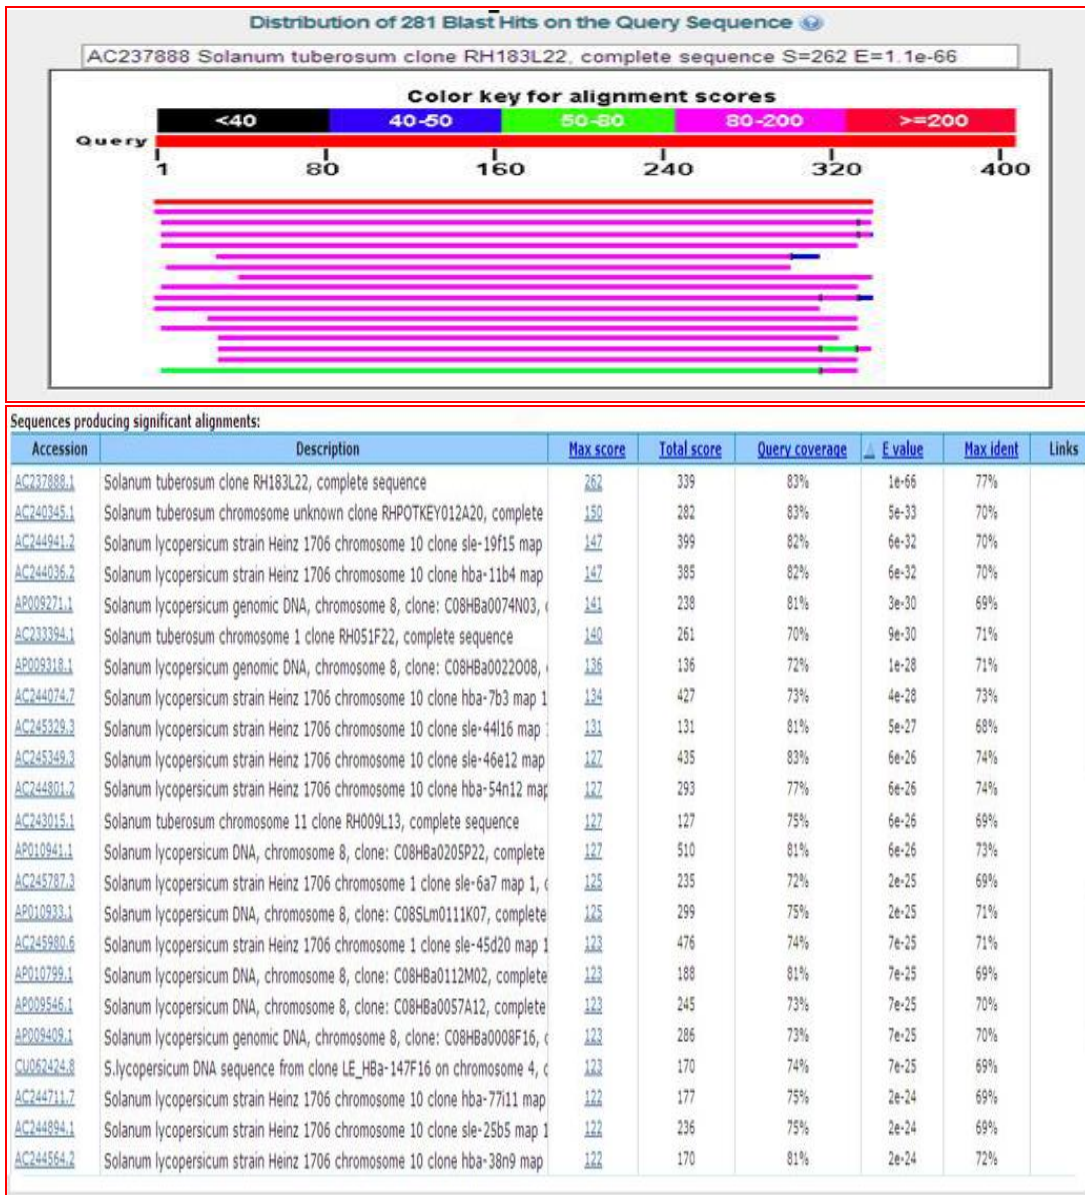 Distribution of 281 Blast Hits on the Query Sequence
AC237888 Solanum tuberosum clone RH183L22, complete sequence S=262 E=1.1e-66
Color key for alignment scores
<40 40-50 50-80 80-200 >=200
Query
1 80 160 240 320 400
Sequences producing significant alignments:
Accession Description Max score Total score Query coverage E value Max ident Links
AC237888.1 Solanum tuberosum clone RH183L22, complete sequence 262 339 83% 1e-66 77%
AC240345.1 Solanum tuberosum chromosome unknown clone RHPOTKEY012A20, complete 150 282 83% 5e-33 70%
AC244941.2 Solanum lycopersicum strain Heinz 1706 chromosome 10 clone sle-19f15 map 147 399 82% 6e-32 70%
AC244036.2 Solanum lycopersicum strain Heinz 1706 chromosome 10 clone hba-11b4 map 147 385 82% 6e-32 70%
AP009271.1 Solanum lycopersicum genomic DNA, chromosome 8, clone: C08HBa0074N03, c 141 238 81% 3e-30 69%
AC233394.1 Solanum tuberosum chromosome 1 clone RH051F22, complete sequence 140 261 70% 9e-30 71%
AP009318.1 Solanum lycopersicum genomic DNA, chromosome 8, clone: C08HBa0022O08, 136 136 72% 1e-28 71%
AC244074.7 Solanum lycopersicum strain Heinz 1706 chromosome 10 clone hba-7b3 map 1 134 427 73% 4e-28 73%
AC245329.3 Solanum lycopersicum strain Heinz 1706 chromosome 10 clone sle-44l16 map 131 131 81% 5e-27 68%
AC245349.3 Solanum lycopersicum strain Heinz 1706 chromosome 10 clone sle-46e12 map 127 435 83% 6e-26 74%
AC244801.2 Solanum lycopersicum strain Heinz 1706 chromosome 10 clone hba-54n12 map 127 293 77% 6e-26 74%
AC243015.1 Solanum tuberosum chromosome 11 clone RH009L13, complete sequence 127 127 75% 6e-26 69%
AP010941.1 Solanum lycopersicum DNA, chromosome 8, clone: C08HBa0205P22, complete 127 510 81% 6e-26 73%
AC245787.3 Solanum lycopersicum strain Heinz 1706 chromosome 1 clone sle-6a7 map 1, c 125 235 72% 2e-25 69%
AP010933.1 Solanum lycopersicum DNA, chromosome 8, clone: C08SLm0111K07, complete 125 299 75% 2e-25 71%
AC245980.6 Solanum lycopersicum strain Heinz 1706 chromosome 1 clone sle-45d20 map 1 123 476 74% 7e-25 71%
AP010799.1 Solanum lycopersicum DNA, chromosome 8, clone: C08HBa0112M02, complete 123 188 81% 7e-25 69%
AP009546.1 Solanum lycopersicum DNA, chromosome 8, clone: C08HBa0057A12, complete 123 245 73% 7e-25 70%
AP009409.1 Solanum lycopersicum genomic DNA, chromosome 8, clone: C08HBa0008F16, c 123 286 73% 7e-25 70%
CU062424.8 S.lycopersicum DNA sequence from clone LE_HBa-147F16 on chromosome 4, c 123 170 74% 7e-25 69%
AC244711.7 Solanum lycopersicum strain Heinz 1706 chromosome 10 clone hba-77i11 map 122 177 75% 2e-24 69%
AC244894.1 Solanum lycopersicum strain Heinz 1706 chromosome 10 clone sle-25b5 map 1 122 236 75% 2e-24 69%
AC244564.2 Solanum lycopersicum strain Heinz 1706 chromosome 10 clone hba-38n9 map 122 170 81% 2e-24 72%